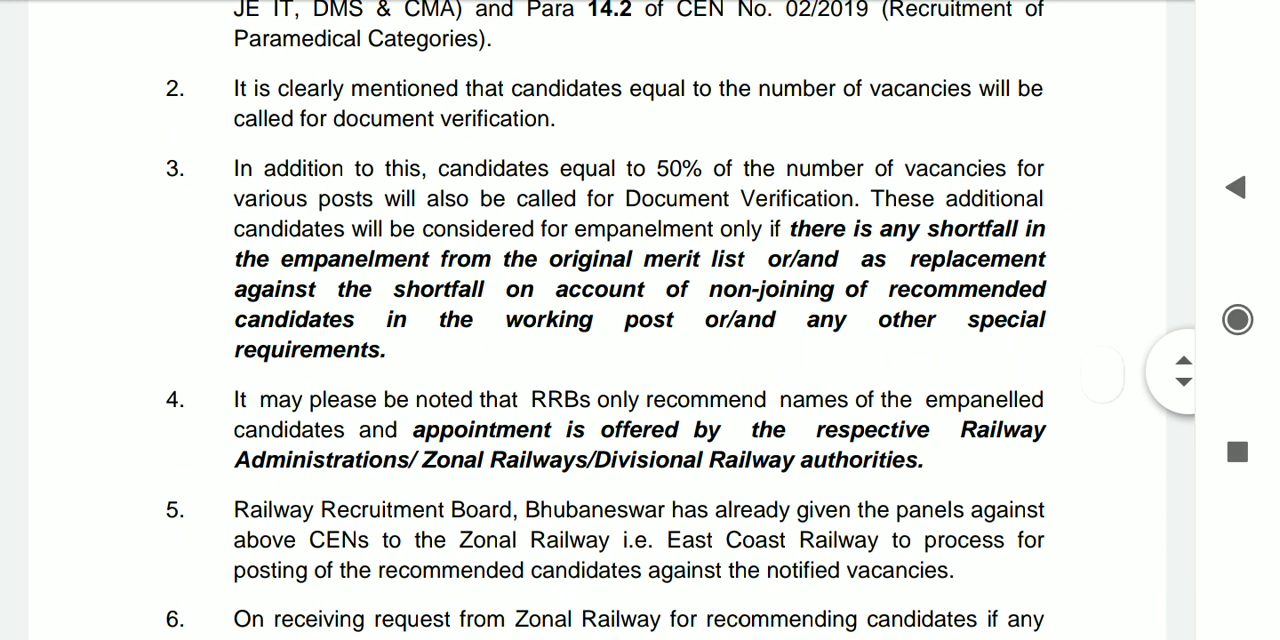 JE IT, DMS & CMA) and Para 14.2 of CEN No. 02/2019 (Recruitment of
Paramedical Categories).
2. It is clearly mentioned that candidates equal to the number of vacancies will be
called for document verification.
3. In addition to this, candidates equal to 50% of the number of vacancies for
various posts will also be called for Document Verification. These additional
candidates will be considered for empanelment only if there is any shortfall in
the empanelment from the original merit list or/and as replacement
against the shortfall on account of non-joining of recommended
candidates in the working post or/and any other special
requirements.
4. It may please be noted that RRBs only recommend names of the empanelled
candidates and appointment is offered by the respective Railway
Administrations/ Zonal Railways/Divisional Railway authorities.
5. Railway Recruitment Board, Bhubaneswar has already given the panels against
above CENs to the Zonal Railway i.e. East Coast Railway to process for
posting of the recommended candidates against the notified vacancies.
6. On receiving request from Zonal Railway for recommending candidates if any